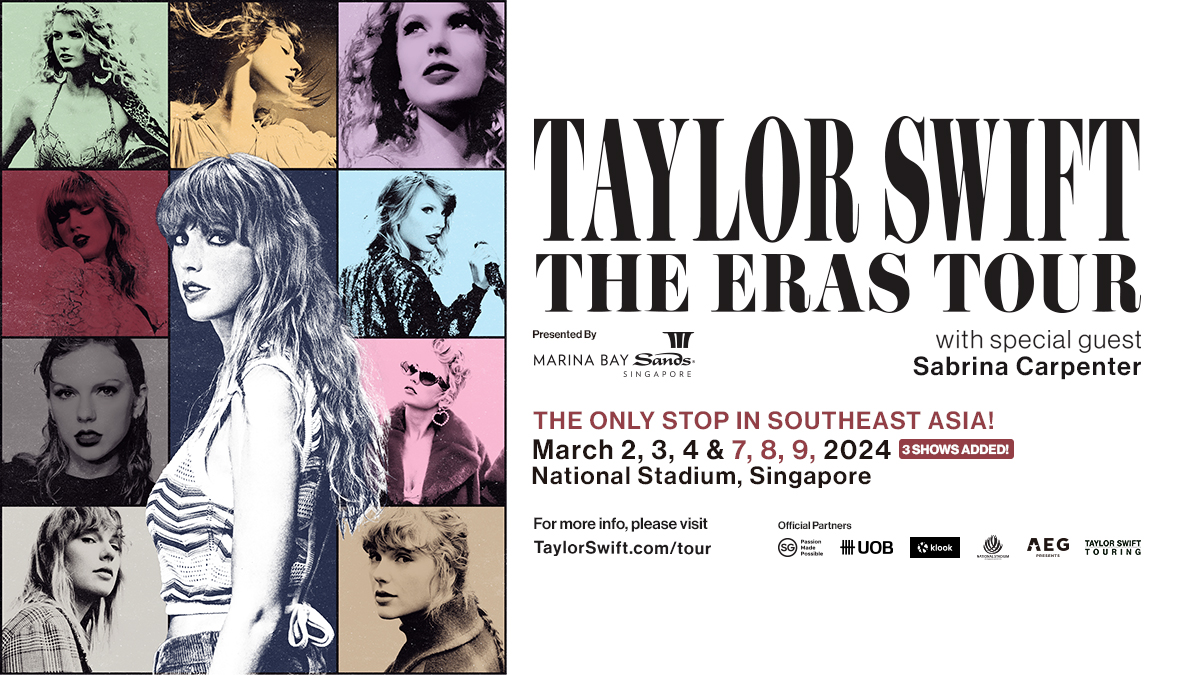 TAYLOR SWIFT
THE ERAS TOUR
Presented By
MARINA BAY Sands
SINGAPORE
with special guest
Sabrina Carpenter
THE ONLY STOP IN SOUTHEAST ASIA!
March 2, 3, 4 & 7, 8, 9, 2024 3 SHOWS ADDED!
National Stadium, Singapore
For more info, please visit
TaylorSwift.com/tour
Official Partners
SG Passion
Made
Possible
UOB
klook
NATIONAL STADIUM
AEG
PRESENTS
TAYLOR SWIFT
TOURING